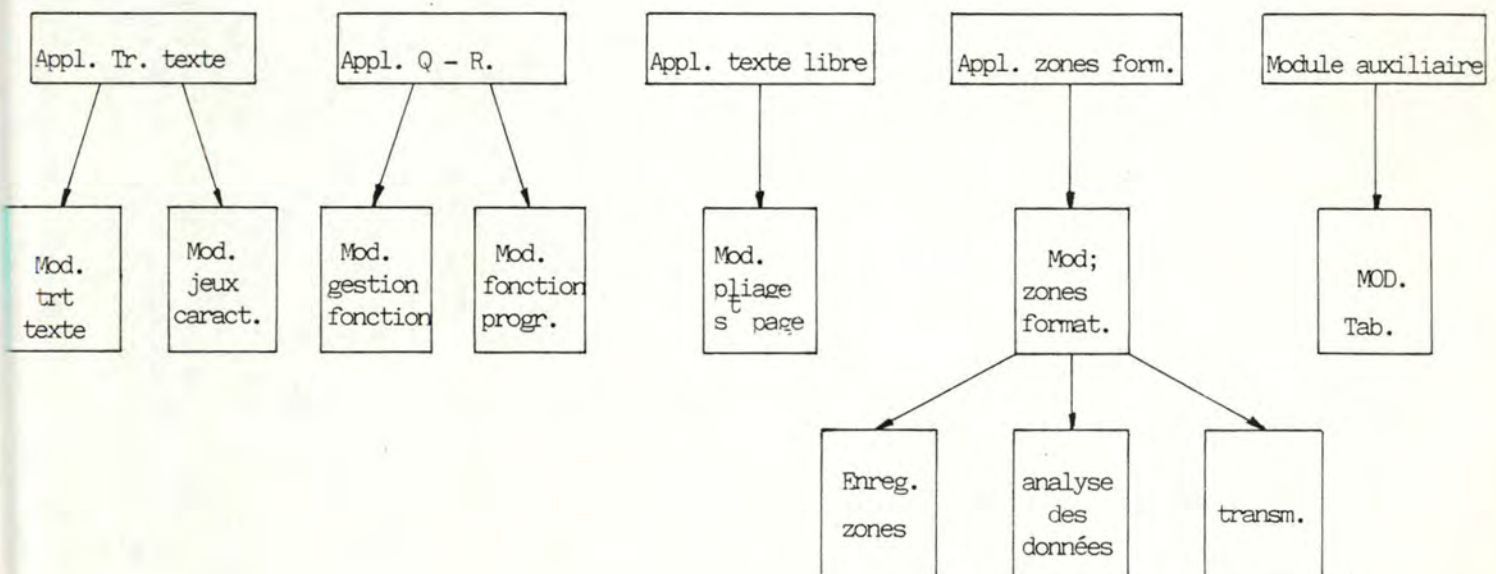 Appl. Tr. texte
Appl. Q - R.
Appl. texte libre
Appl. zones form.
Module auxiliaire
Mod.
trt
texte
Mod.
jeux
caract.
Mod.
gestion
fonction
Mod.
fonction
progr.
Mod.
pliage
st page
Mod;
zones
format.
MOD.
Tab.
Enreg.
zones
analyse
des
données
transm.